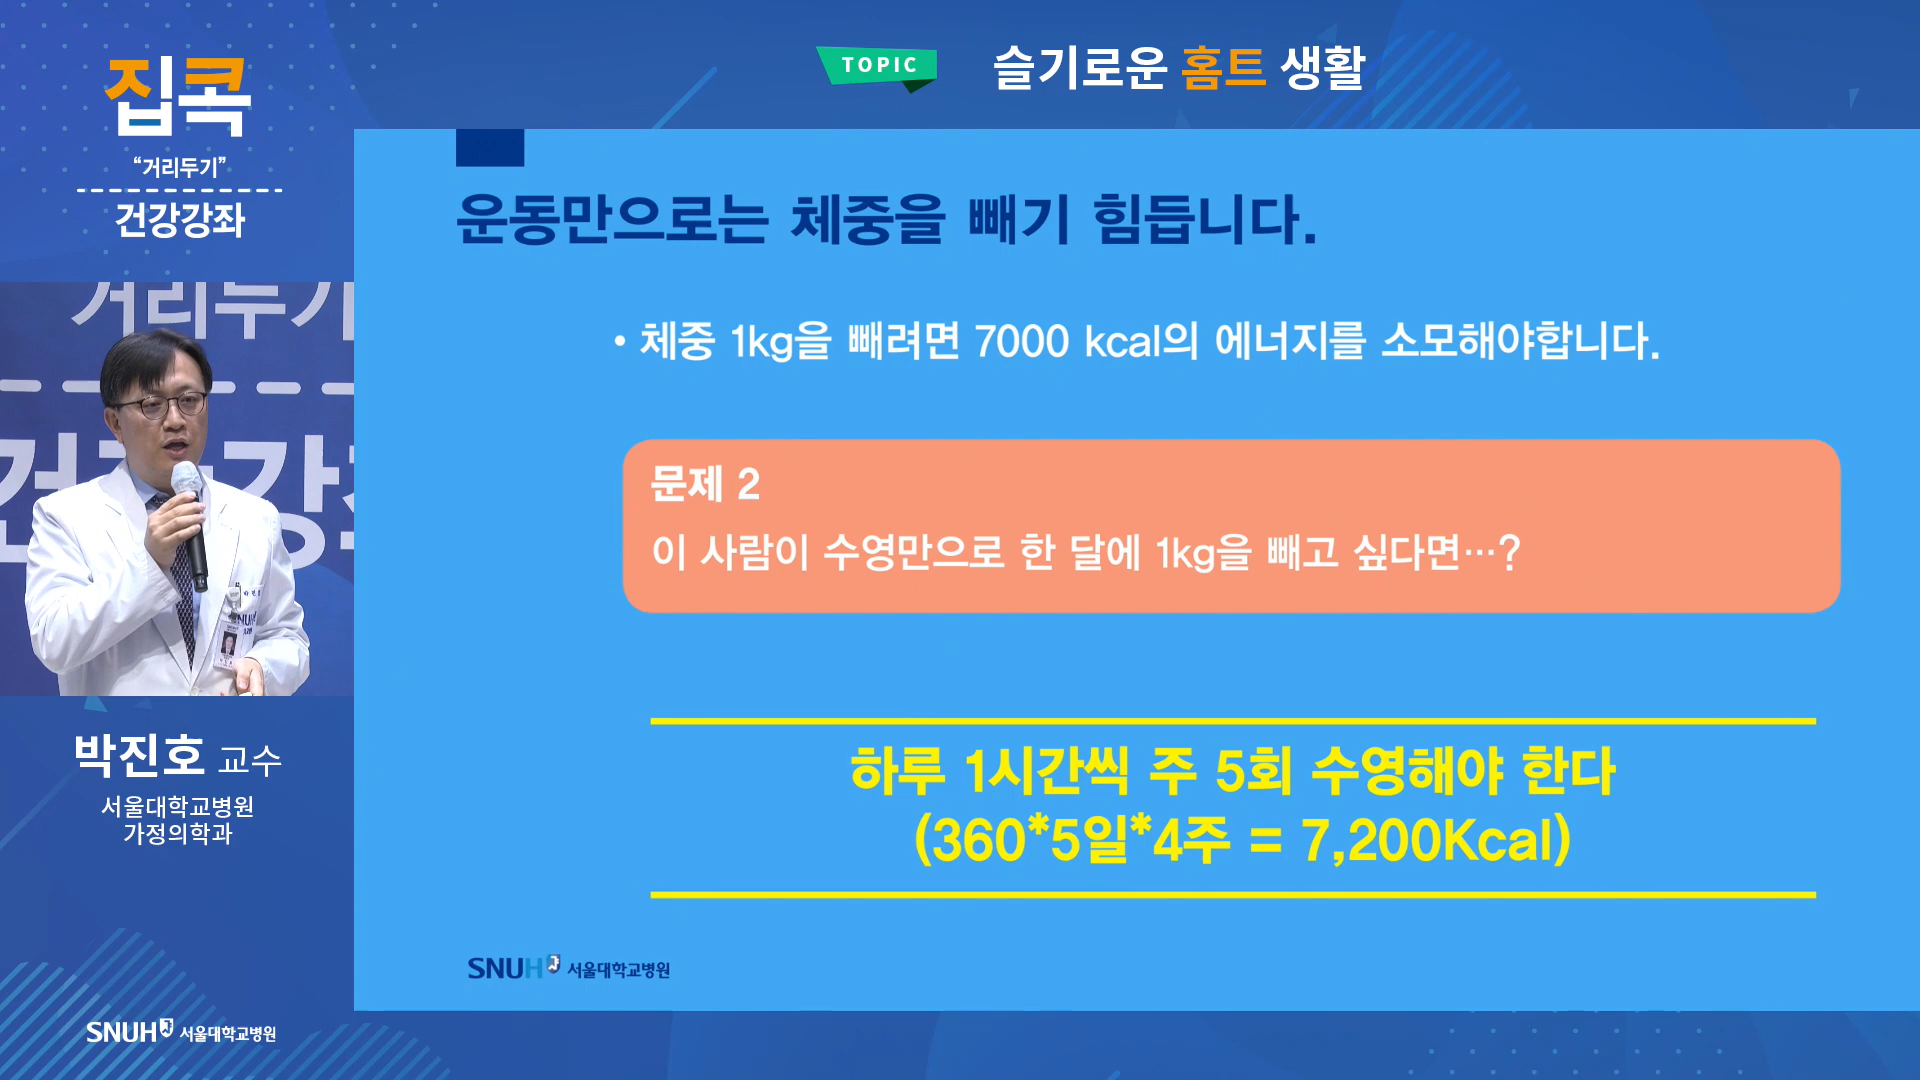 집콕
“거리두기”
건강강좌
TOPIC
슬기로운 홈트 생활
운동만으로는 체중을 빼기 힘듭니다.
• 체중 1kg을 빼려면 7000 kcal의 에너지를 소모해야합니다.
문제 2
이 사람이 수영만으로 한 달에 1kg을 빼고 싶다면…?
하루 1시간씩 주 5회 수영해야 한다
(360*5일*4주 = 7,200Kcal)
SNUH 서울대학교병원
거리두기
박진호 교수
서울대학교병원
가정의학과
SNUH 서울대학교병원